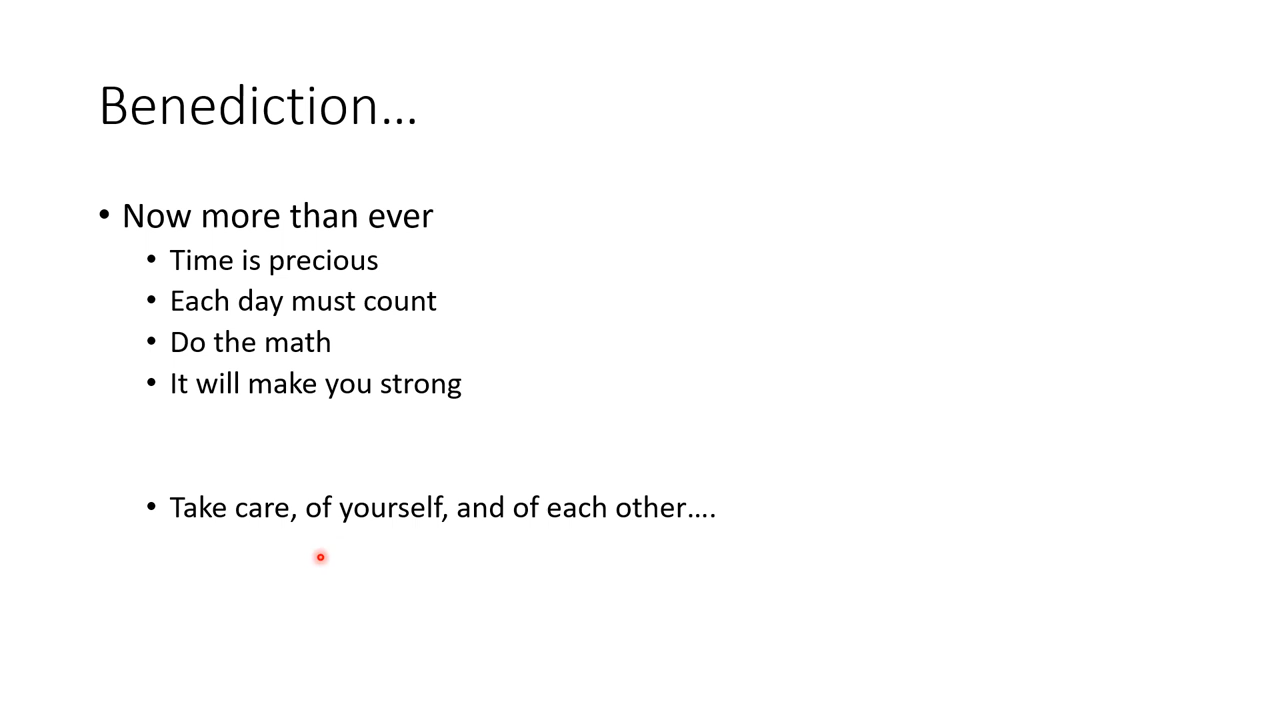 Benediction...
• Now more than ever
• Time is precious
• Each day must count
• Do the math
• It will make you strong
• Take care, of yourself, and of each other....